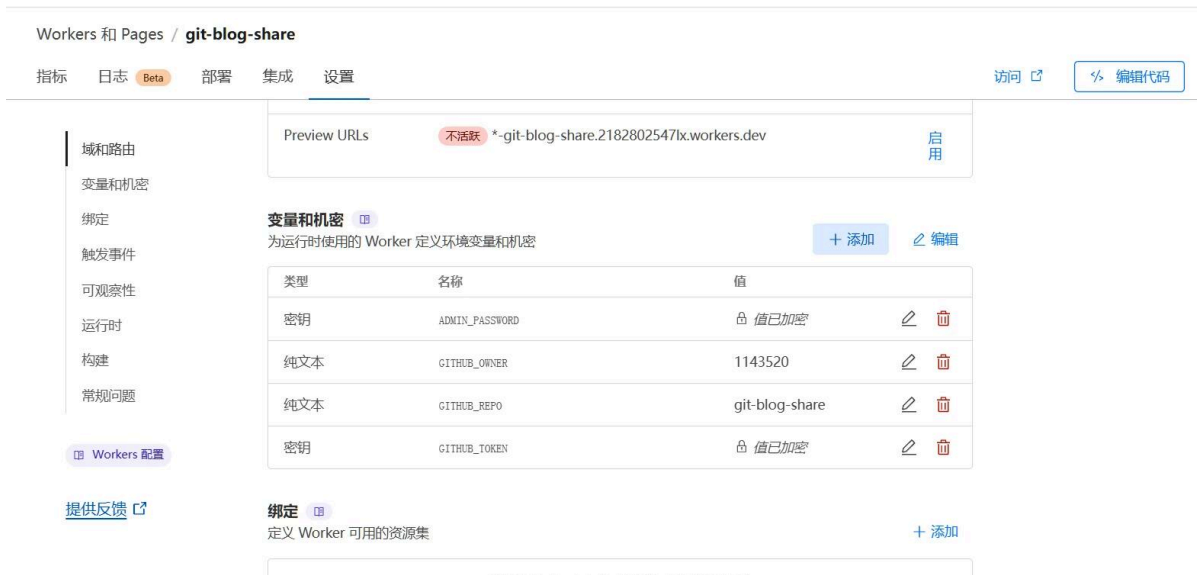 Workers 和 Pages / git-blog-share
指标 日志 Beta 部署 集成 设置 访问 编辑代码
域和路由
变量和机密
绑定
触发事件
可观察性
运行时
构建
常规问题
Workers 配置
提供反馈
Preview URLs 不活跃 *-git-blog-share.2182802547lx.workers.dev 启用
变量和机密
为运行时使用的 Worker 定义环境变量和机密
+ 添加 编辑
类型 名称 值
密钥 ADMIN_PASSWORD 值已加密
纯文本 GITHUB_OWNER 1143520
纯文本 GITHUB_REPO git-blog-share
密钥 GITHUB_TOKEN 值已加密
绑定
定义 Worker 可用的资源集
+ 添加